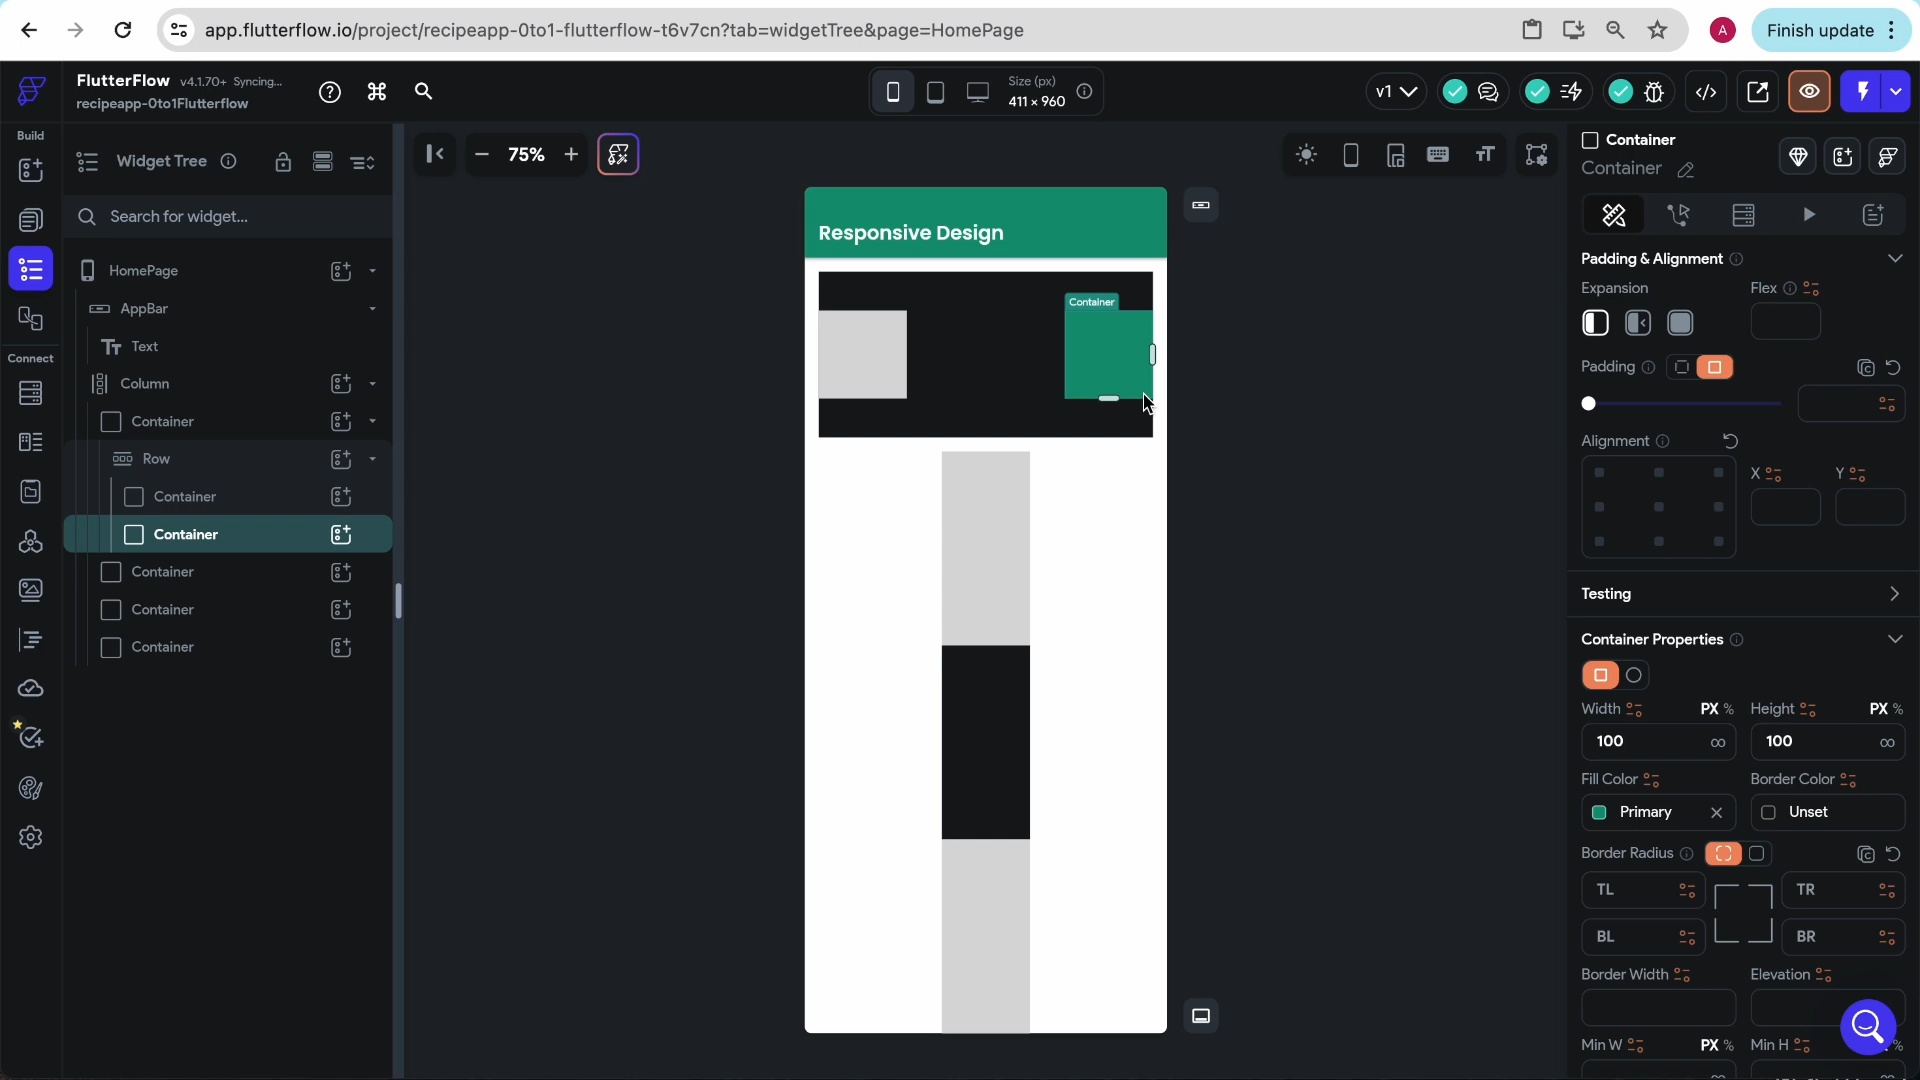 app.flutterflow.io/project/recipeapp-0to1-flutterflow-t6v7cn?tab=widgetTree&page=HomePage
A
Finish update
FlutterFlow v4.1.70+ Syncing...
recipeapp-0to1Flutterflow
Size (px)
411 × 960
v1
Build
Widget Tree
75%
Container
Container
Search for widget...
Responsive Design
HomePage
AppBar
Text
Connect
Column
Container
Row
Container
Container
Container
Container
Container
Container
Padding & Alignment
Expansion
Flex
Padding
Alignment
X
Y
Testing
Container Properties
Width PX % Height PX %
100 ∞ 100 ∞
Fill Color Border Color
Primary Unset
Border Radius
TL TR
BL BR
Border Width Elevation
Min W PX % Min H %